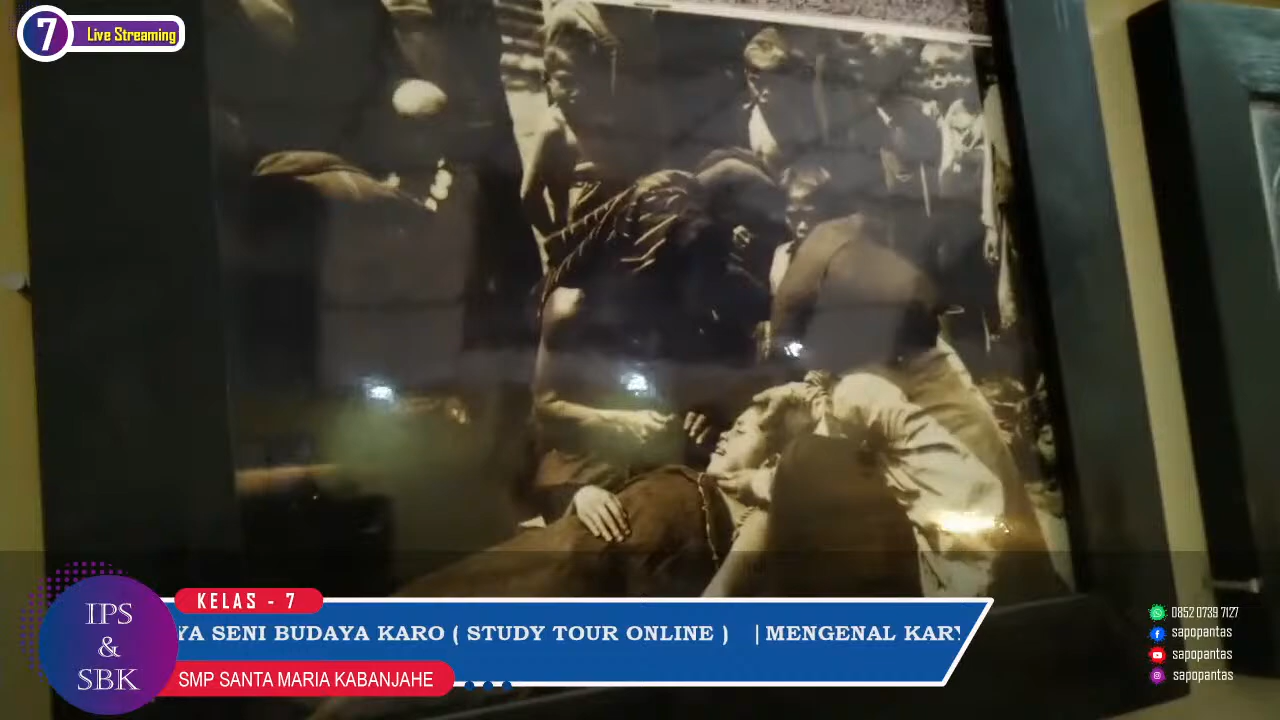 7
Live Streaming
KELAS - 7
IPS
&
SBK
YA SENI BUDAYA KARO ( STUDY TOUR ONLINE ) | MENGENAL KARY
SMP SANTA MARIA KABANJAHE
0852 0739 7127
sapopantas
sapopantas
sapopantas